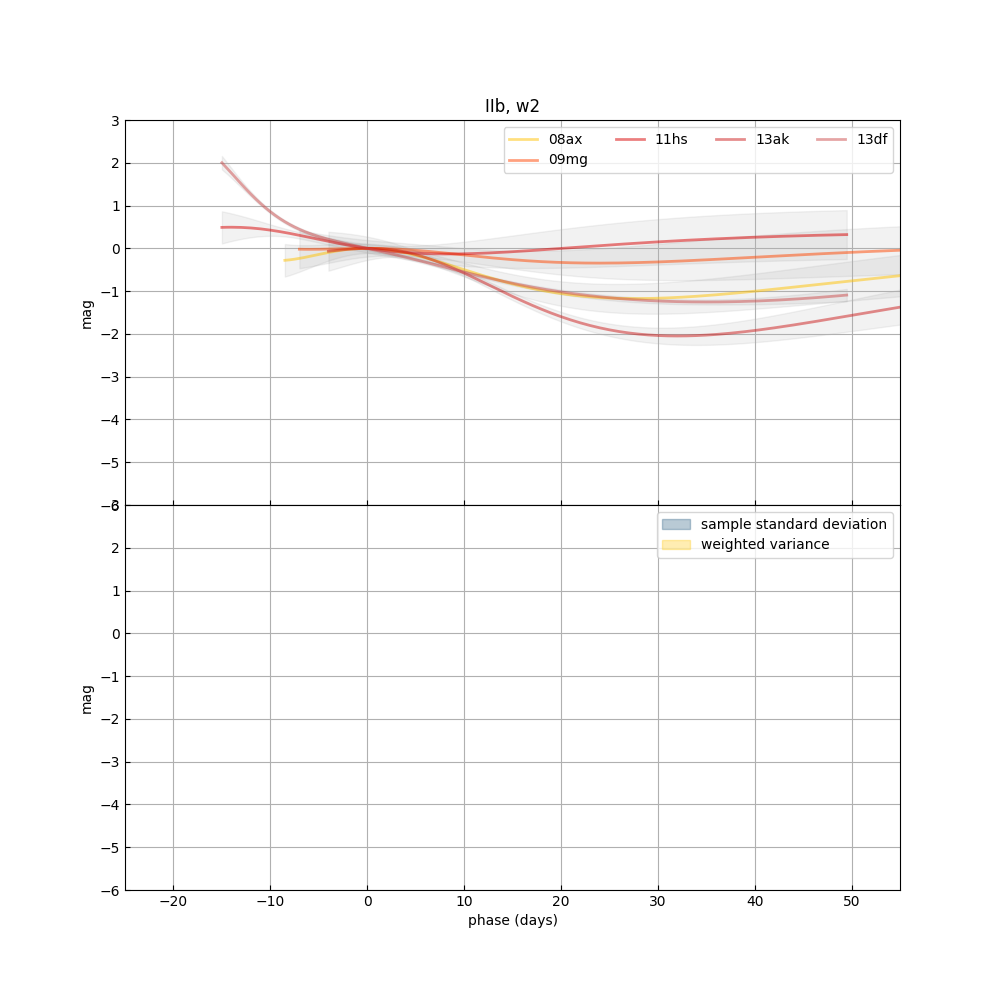 IIb, w2
3
2
1
0
−1
−2
−3
−4
−5
−6
mag
08ax 11hs 13ak 13df
09mg
3
2
1
0
−1
−2
−3
−4
−5
−6
mag
sample standard deviation
weighted variance
−20 −10 0 10 20 30 40 50
phase (days)